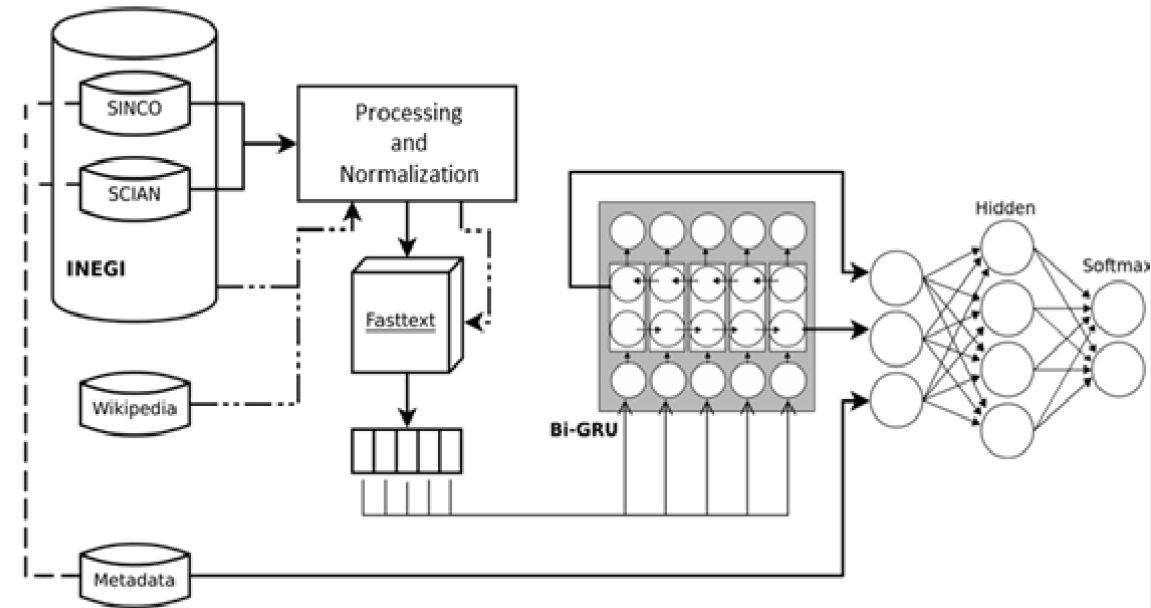 SINCO
SCIAN
INEGI
Wikipedia
Metadata
Processing
and
Normalization
Fasttext
Bi-GRU
Hidden
Softmax